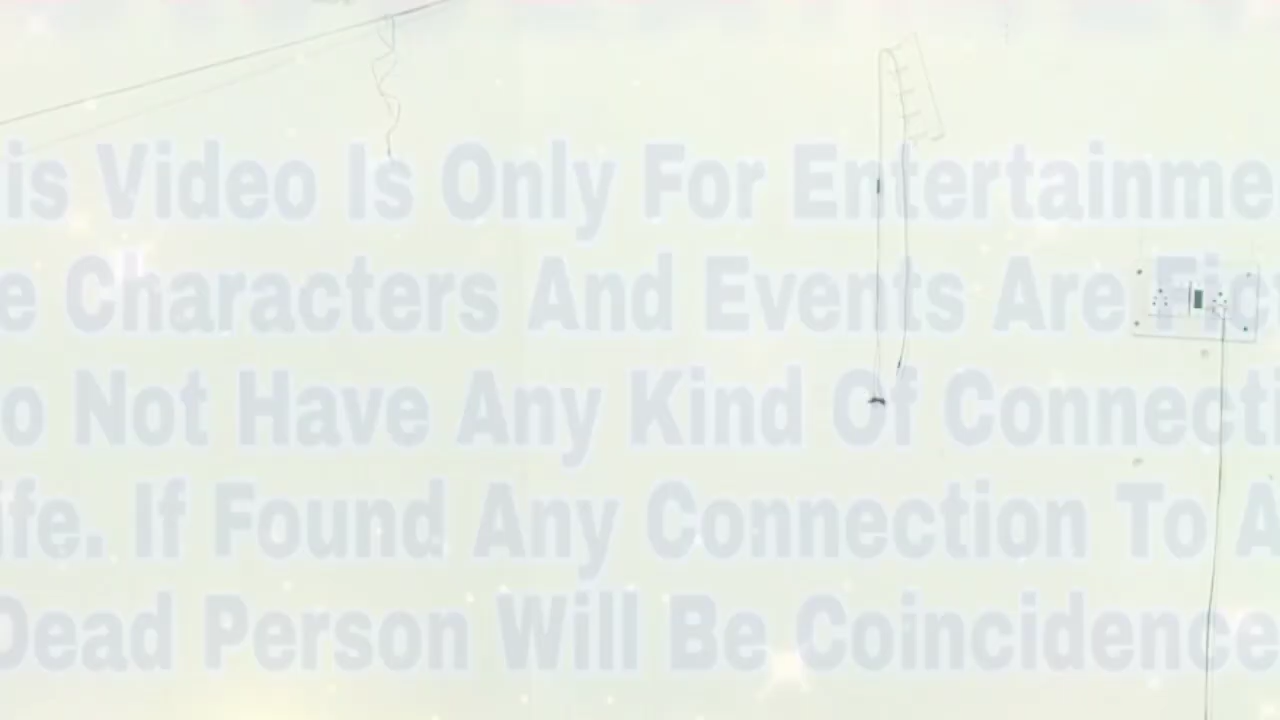 is Video Is Only For Entertainme
e Characters And Events Are Fic
o Not Have Any Kind Of Connecti
ife. If Found Any Connection To A
Dead Person Will Be Coincidence